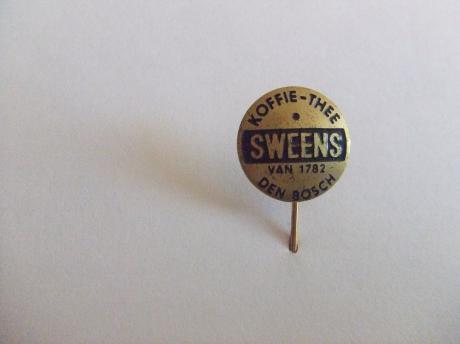 KOFFIE-THEE
SWEENS
VAN 1782
DEN BOSCH